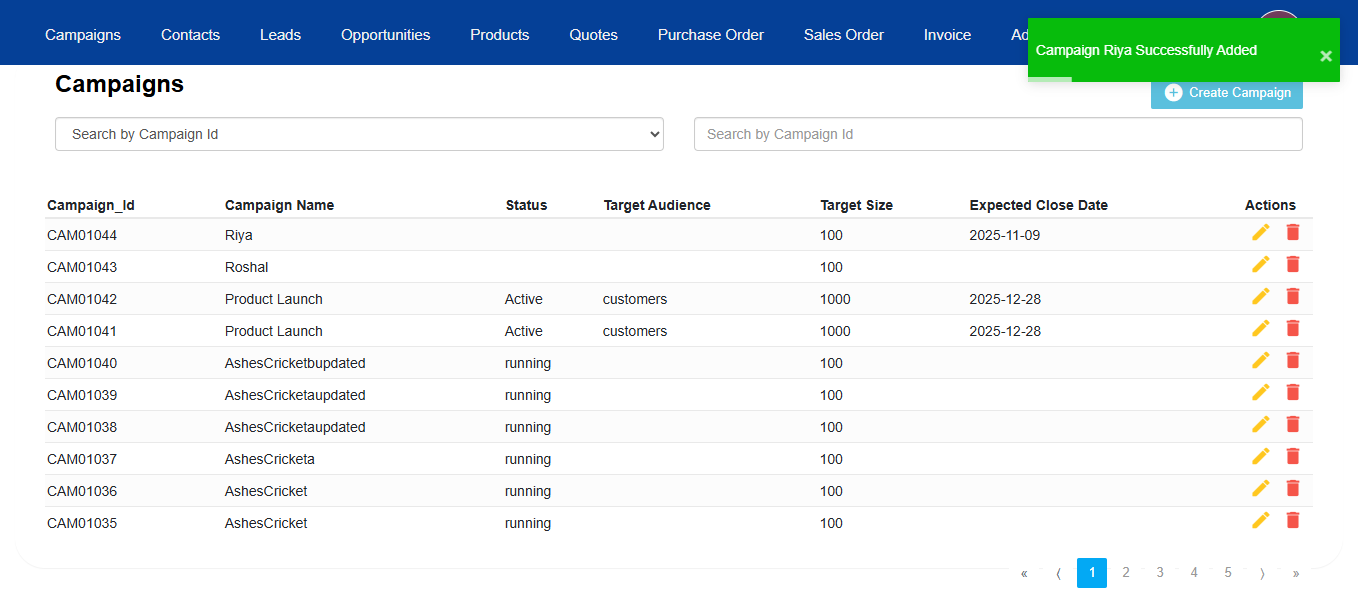 Campaigns Contacts Leads Opportunities Products Quotes Purchase Order Sales Order Invoice Ad
Campaign Riya Successfully Added ×
Campaigns
Create Campaign
Search by Campaign Id Search by Campaign Id
Campaign_Id Campaign Name Status Target Audience Target Size Expected Close Date Actions
CAM01044 Riya 100 2025-11-09
CAM01043 Roshal 100
CAM01042 Product Launch Active customers 1000 2025-12-28
CAM01041 Product Launch Active customers 1000 2025-12-28
CAM01040 AshesCricketbupdated running 100
CAM01039 AshesCricketaupdated running 100
CAM01038 AshesCricketaupdated running 100
CAM01037 AshesCricketa running 100
CAM01036 AshesCricket running 100
CAM01035 AshesCricket running 100
« ⟨ 1 2 3 4 5 ⟩ »